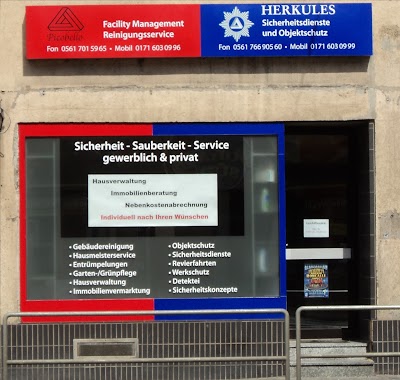 Picobello
Facility Management
Reinigungsservice
Fon 0561 701 59 65 • Mobil 0171 603 09 96
HERKULES
Sicherheitsdienste
und Objektschutz
Fon 0561 766 905 60 • Mobil 0171 603 09 99
Sicherheit - Sauberkeit - Service
gewerblich & privat
Hausverwaltung
Immobilienberatung
Nebenkostenabrechnung
Individuell nach Ihren Wünschen
• Gebäudereinigung
• Hausmeisterservice
• Entrümpelungen
• Garten-/Grünpflege
• Hausverwaltung
• Immobilienvermarktung
• Objektschutz
• Sicherheitsdienste
• Revierfahrten
• Werkschutz
• Detektei
• Sicherheitskonzepte